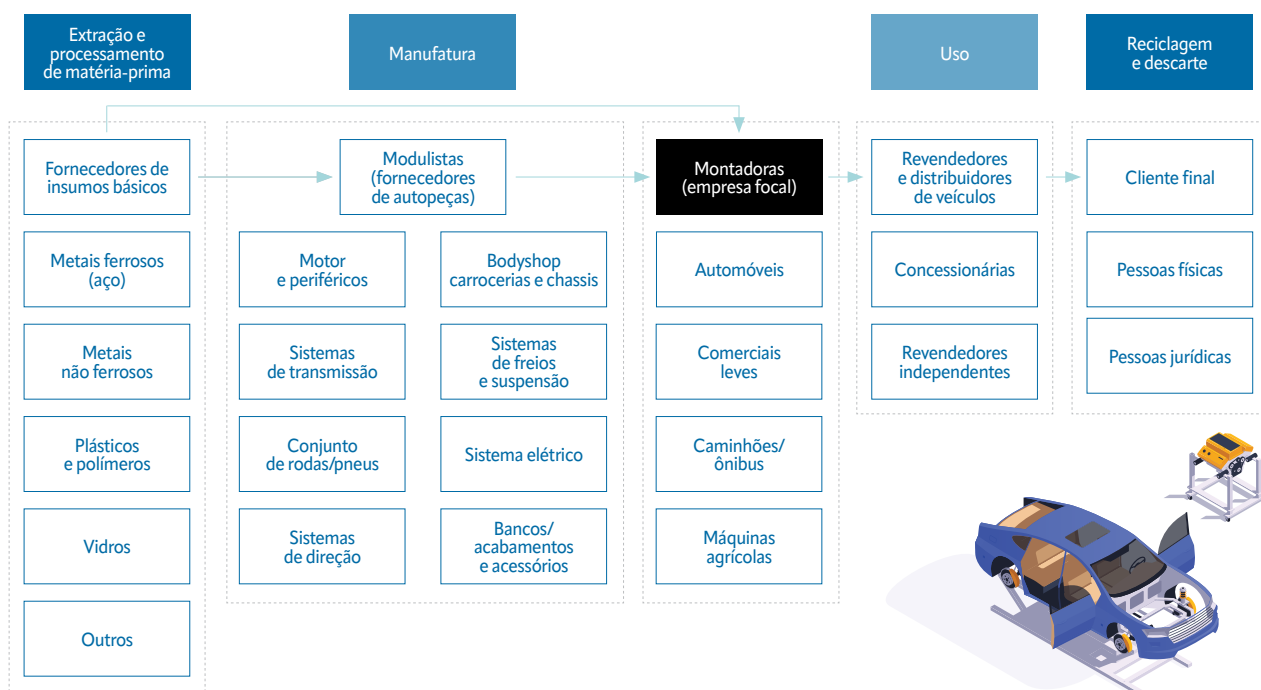 Extração e
processamento
de matéria-prima
Manufatura
Uso
Reciclagem
e descarte
Fornecedores de
insumos básicos
Metais ferrosos
(aço)
Metais
não ferrosos
Plásticos
e polímeros
Vidros
Outros
Modulistas
(fornecedores
de autopeças)
Motor
e periféricos
Bodyshop
carrocerias e chassis
Sistemas
de transmissão
Sistemas
de freios
e suspensão
Conjunto
de rodas/pneus
Sistema elétrico
Sistemas
de direção
Bancos/
acabamentos
e acessórios
Montadoras
(empresa focal)
Automóveis
Comerciais
leves
Caminhões/
ônibus
Máquinas
agrícolas
Revendedores
e distribuidores
de veículos
Concessionárias
Revendedores
independentes
Cliente final
Pessoas físicas
Pessoas jurídicas